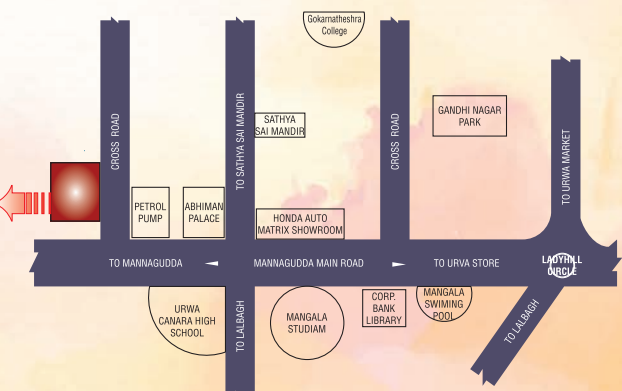 Gokarnatheshra
College
CROSS ROAD
TO SATHYA SAI MANDIR
SATHYA
SAI MANDIR
CROSS ROAD
GANDHI NAGAR
PARK
TO URWA MARKET
PETROL
PUMP
ABHIMAN
PALACE
HONDA AUTO
MATRIX SHOWROOM
TO MANNAGUDDA
MANNAGUDDA MAIN ROAD
TO URVA STORE
LADYHILL
CIRCLE
URWA
CANARA HIGH
SCHOOL
TO LALBAGH
MANGALA
STUDIAM
CORP.
BANK
LIBRARY
MANGALA
SWIMING
POOL
TO LALBAGH